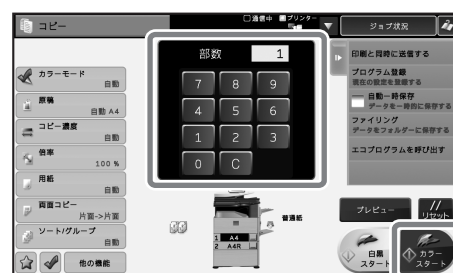 コピー
通信中
プリンター
ジョブ状況
カラーモード
自動
原稿
自動 A4
コピー濃度
自動
倍率
100 %
用紙
自動
両面コピー
片面->片面
ソート/グループ
自動
他の機能
部数
1
7 8 9
4 5 6
1 2 3
0 C
1 A4
2 A4R
普通紙
印刷と同時に送信する
プログラム登録
現在の設定を登録する
自動一時保存
データを一時的に保存する
ファイリング
データをフォルダーに保存する
エコプログラムを呼び出す
プレビュー
リセット
白黒
スタート
カラー
スタート